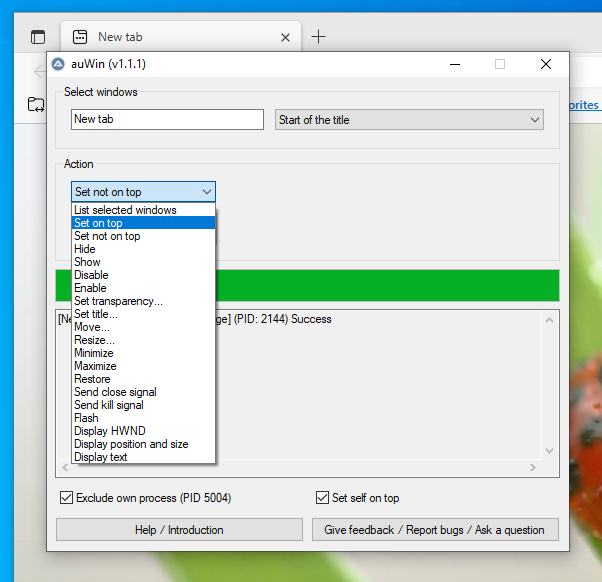 New tab
auWin (v1.1.1)
orites
Select windows
New tab
Start of the title
Action
Set not on top
List selected windows
Set on top
Set not on top
Hide
Show
Disable
Enable
Set transparency...
Set title...
Move...
Resize...
Minimize
Maximize
Restore
Send close signal
Send kill signal
Flash
Display HWND
Display position and size
Display text
[Ne ge] (PID: 2144) Success
Exclude own process (PID 5004)
Set self on top
Help / Introduction
Give feedback / Report bugs / Ask a question